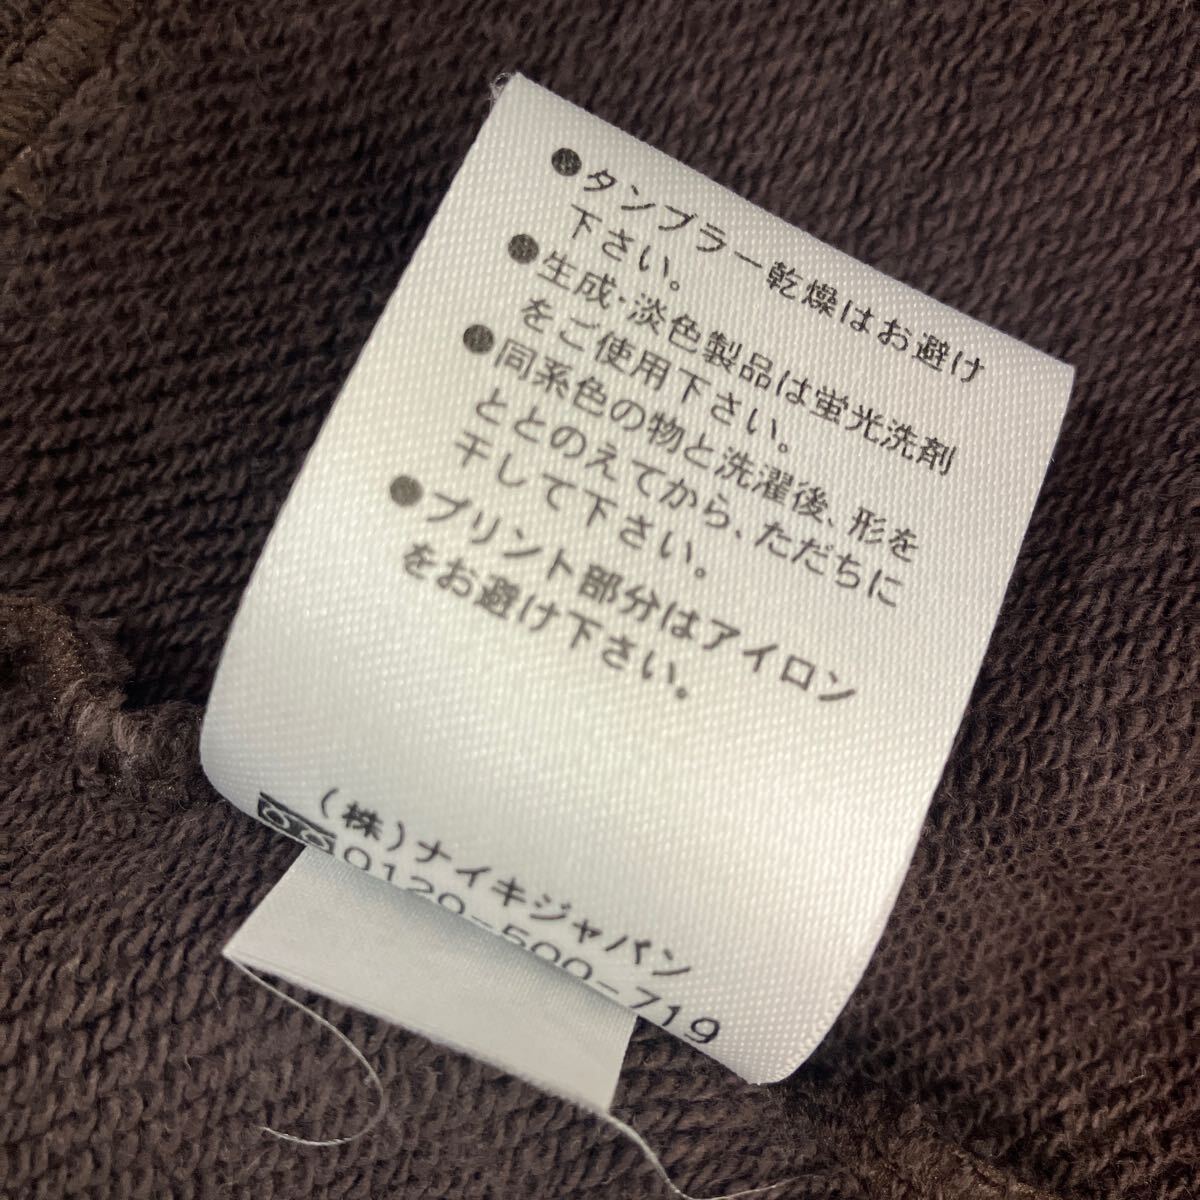 ●タンブラー乾燥はお避け
下さい。
●生成・淡色製品は蛍光洗剤
をご使用下さい。
●同系色の物と洗濯後、形を
ととのえてから、ただちに
干して下さい。
●プリント部分はアイロン
をお避け下さい。
(株)ナイキジャパン
0120-500-719